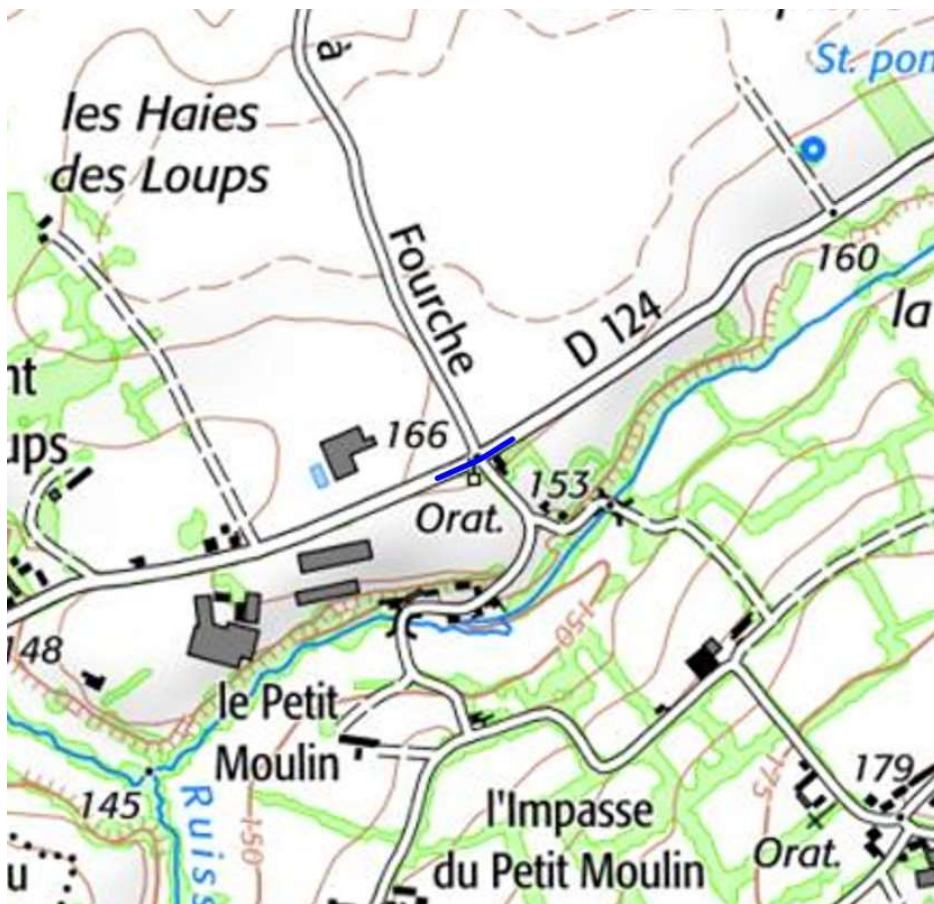 à
St. pon
les Haies
des Loups
Fourche
160
la
D 124
nt
166
ups
153
Orat.
150
148
le Petit
Moulin
145
Ruiss
150
175
179
l'Impasse
du Petit Moulin
Orat.
u